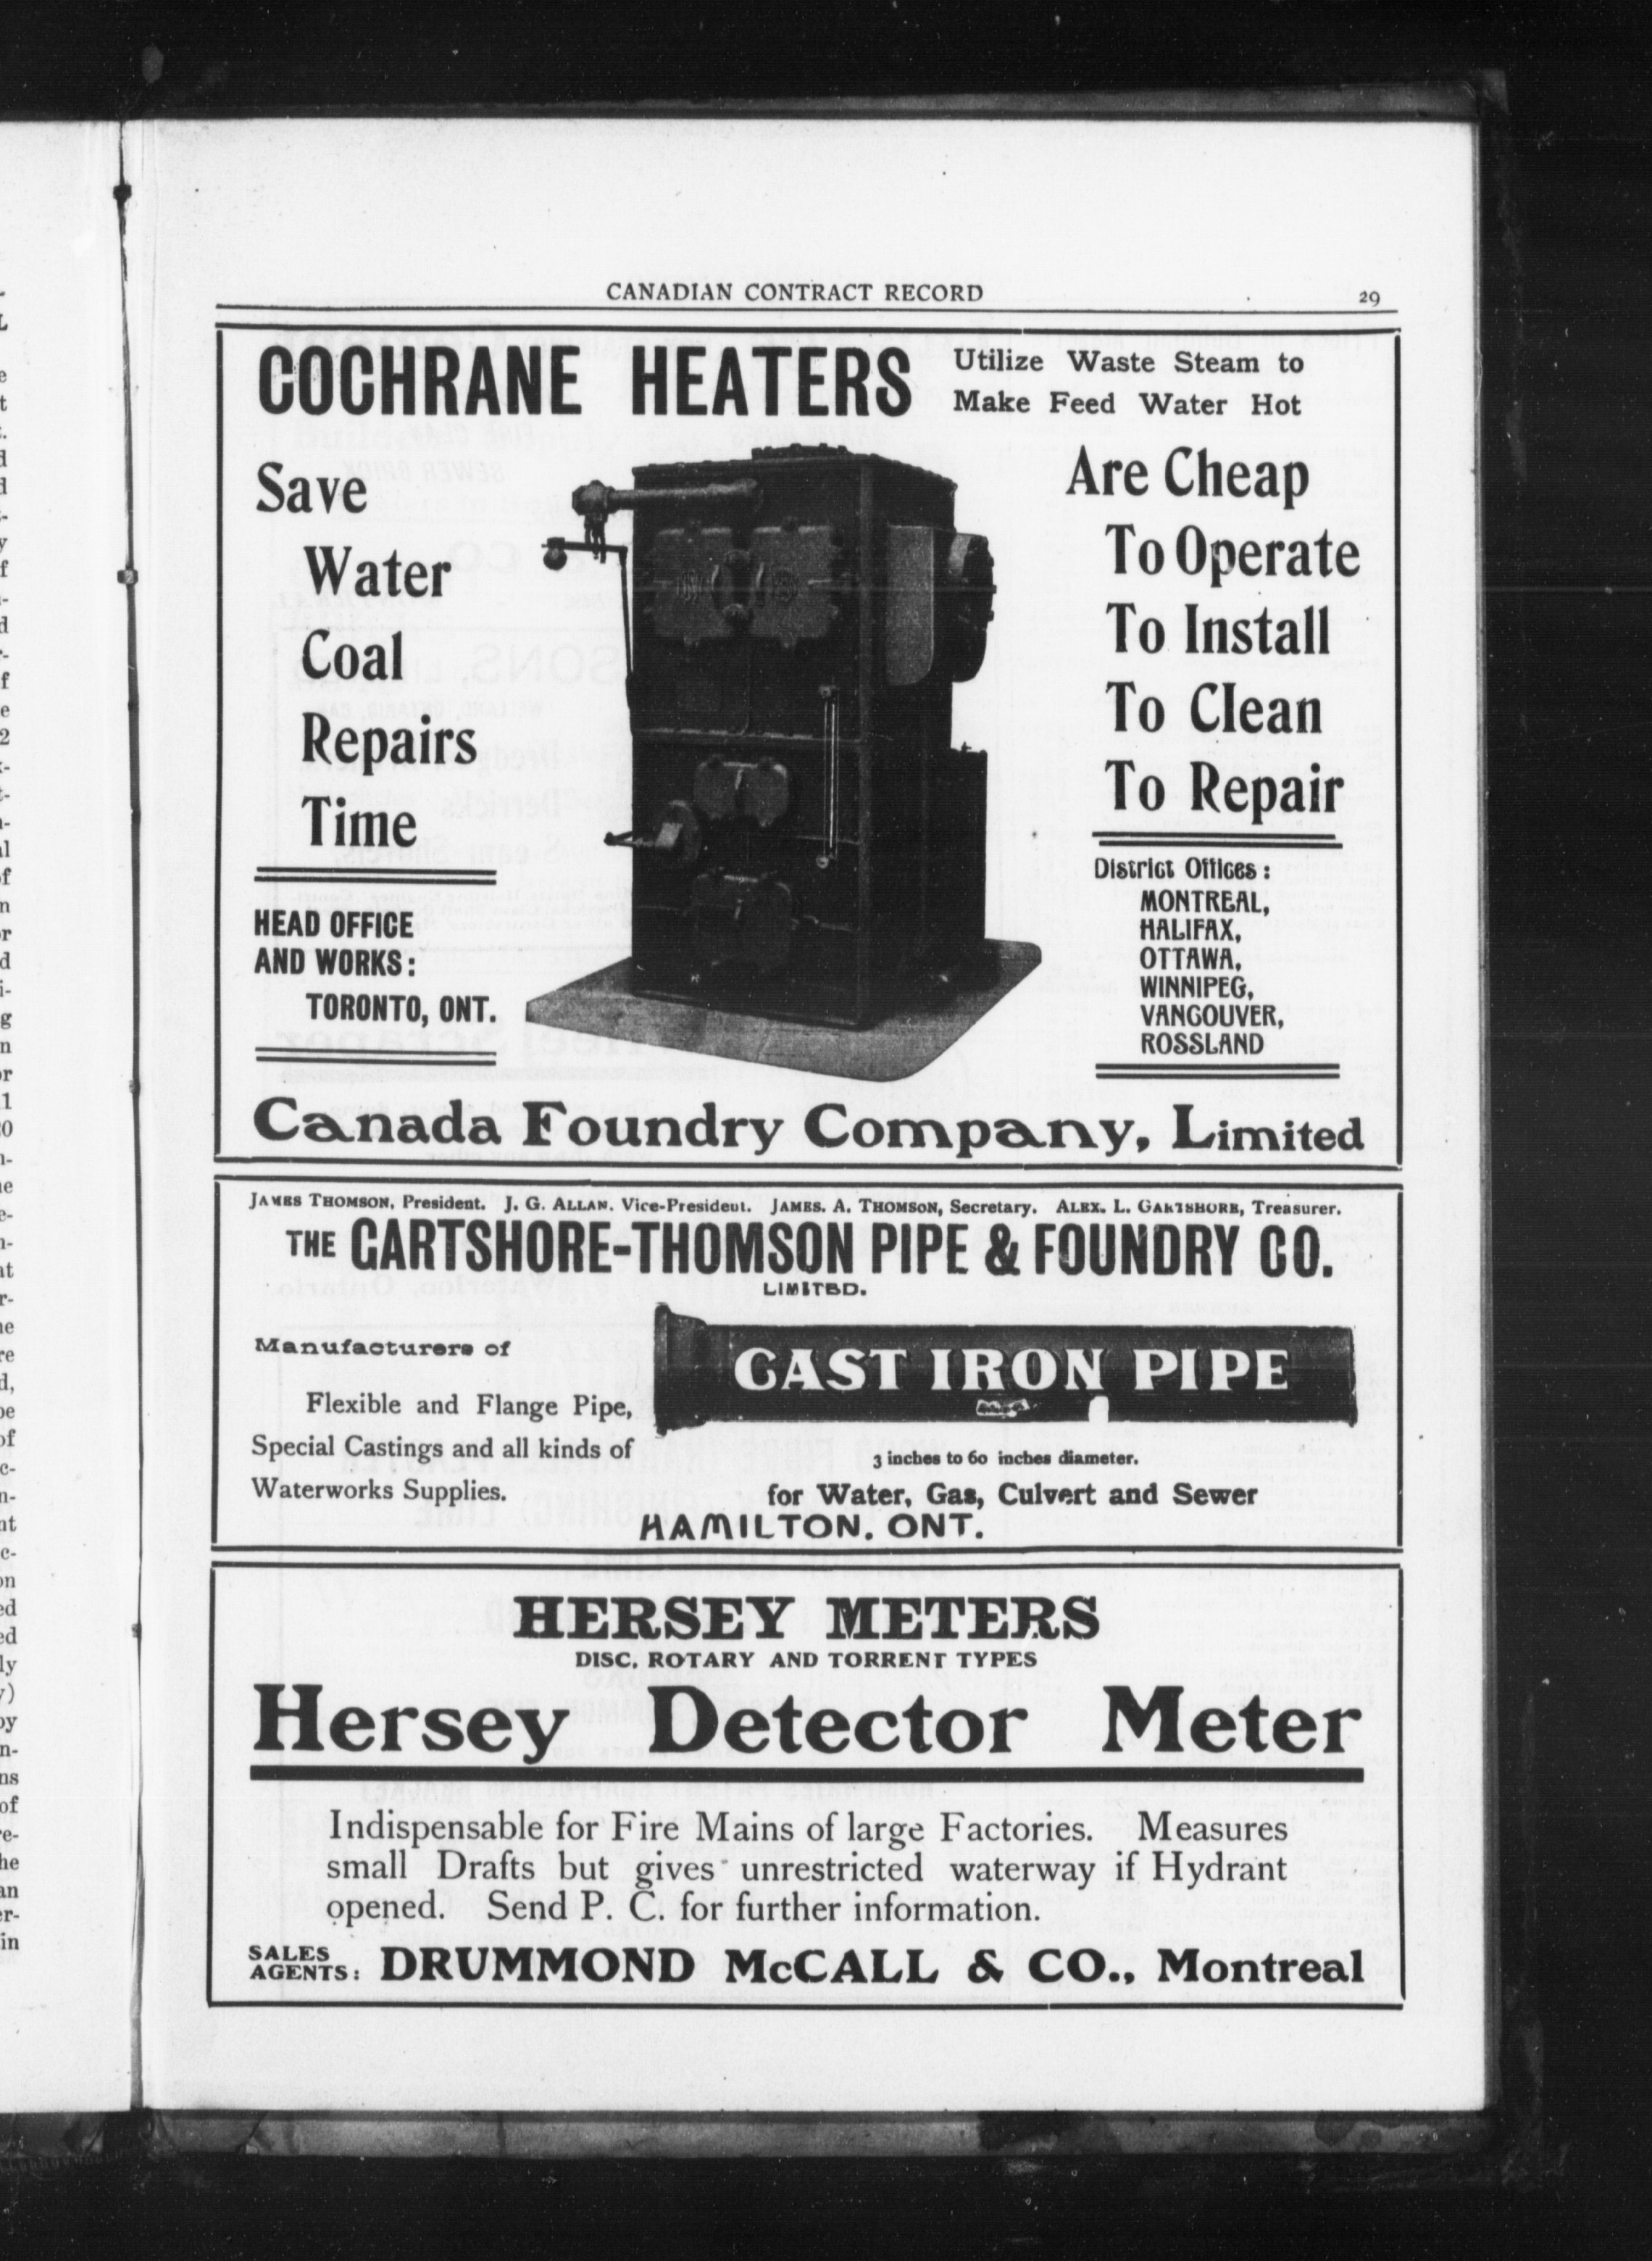 CANADIAN CONTRACT RECORD 29
COCHRANE HEATERS
Utilize Waste Steam to
Make Feed Water Hot
Save
Water
Coal
Repairs
Time
HEAD OFFICE
AND WORKS:
TORONTO, ONT.
Are Cheap
To Operate
To Install
To Clean
To Repair
District Offices:
MONTREAL,
HALIFAX,
OTTAWA,
WINNIPEG,
VANCOUVER,
ROSSLAND
Canada Foundry Company, Limited
JAMES THOMSON, President. J. G. ALLAN. Vice-President. JAMES. A. THOMSON, Secretary. ALEX. L. GARTSHORE, Treasurer.
THE GARTSHORE-THOMSON PIPE & FOUNDRY CO.
LIMITED.
Manufacturers of
Flexible and Flange Pipe,
Special Castings and all kinds of
Waterworks Supplies.
CAST IRON PIPE
3 inches to 60 inches diameter.
for Water, Gas, Culvert and Sewer
HAMILTON. ONT.
HERSEY METERS
DISC, ROTARY AND TORRENT TYPES
Hersey Detector Meter
Indispensable for Fire Mains of large Factories. Measures
small Drafts but gives unrestricted waterway if Hydrant
opened. Send P. C. for further information.
SALES
AGENTS: DRUMMOND McCALL & CO., Montreal